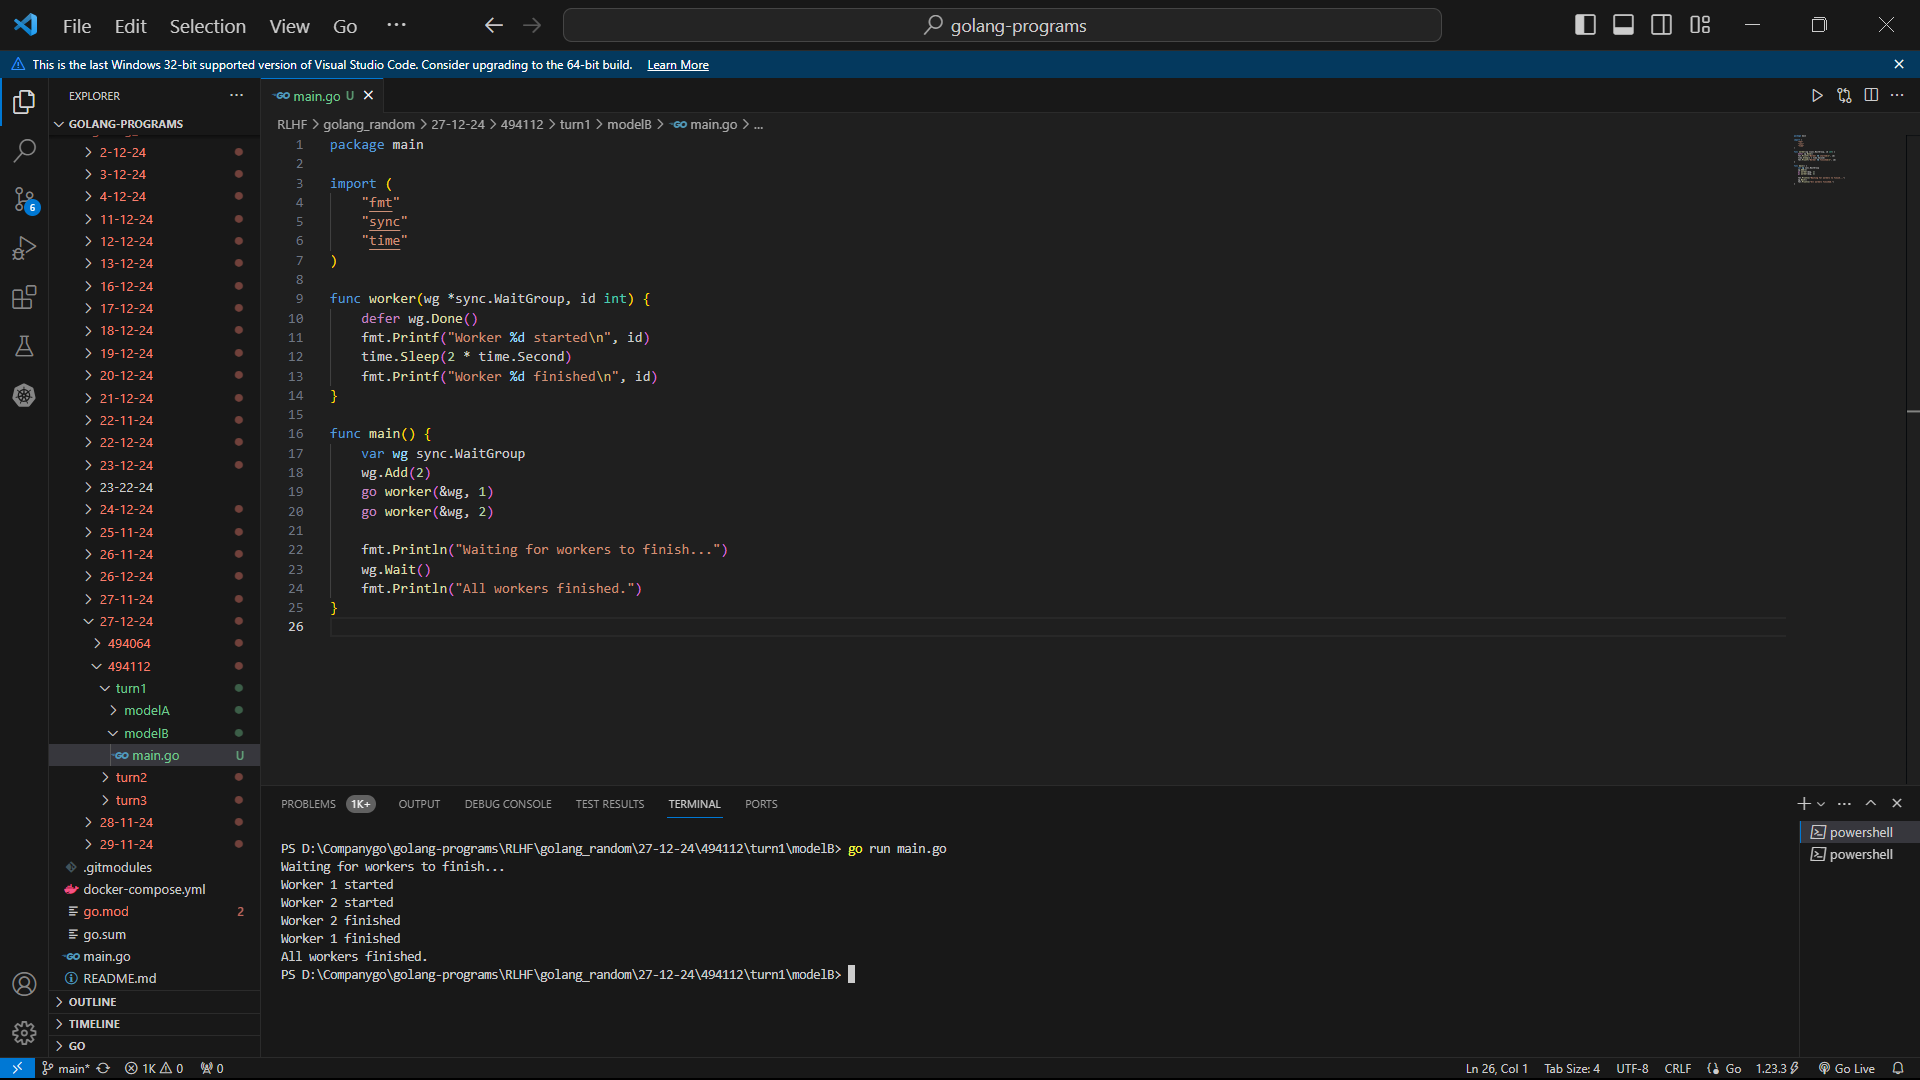 File Edit Selection View Go ··· golang-programs
This is the last Windows 32-bit supported version of Visual Studio Code. Consider upgrading to the 64-bit build. Learn More
EXPLORER
GOLANG-PROGRAMS
2-12-24
3-12-24
4-12-24
11-12-24
12-12-24
13-12-24
16-12-24
17-12-24
18-12-24
19-12-24
20-12-24
21-12-24
22-11-24
22-12-24
23-12-24
23-22-24
24-12-24
25-11-24
26-11-24
26-12-24
27-11-24
27-12-24
494064
494112
turn1
modelA
modelB
main.go U
turn2
turn3
28-11-24
29-11-24
.gitmodules
docker-compose.yml
go.mod 2
go.sum
main.go
README.md
OUTLINE
TIMELINE
GO
6
main.go U
RLHF > golang_random > 27-12-24 > 494112 > turn1 > modelB > main.go > ...
1 package main
2
3 import (
4 "fmt"
5 "sync"
6 "time"
7 )
8
9 func worker(wg *sync.WaitGroup, id int) {
10 defer wg.Done()
11 fmt.Printf("Worker %d started\n", id)
12 time.Sleep(2 * time.Second)
13 fmt.Printf("Worker %d finished\n", id)
14 }
15
16 func main() {
17 var wg sync.WaitGroup
18 wg.Add(2)
19 go worker(&wg, 1)
20 go worker(&wg, 2)
21
22 fmt.Println("Waiting for workers to finish...")
23 wg.Wait()
24 fmt.Println("All workers finished.")
25 }
26
PROBLEMS 1K+ OUTPUT DEBUG CONSOLE TEST RESULTS TERMINAL PORTS
PS D:\Companygo\golang-programs\RLHF\golang_random\27-12-24\494112\turn1\modelB> go run main.go
Waiting for workers to finish...
Worker 1 started
Worker 2 started
Worker 2 finished
Worker 1 finished
All workers finished.
PS D:\Companygo\golang-programs\RLHF\golang_random\27-12-24\494112\turn1\modelB>
powershell
powershell
main* 1K 0 0 Ln 26, Col 1 Tab Size: 4 UTF-8 CRLF Go 1.23.3 Go Live